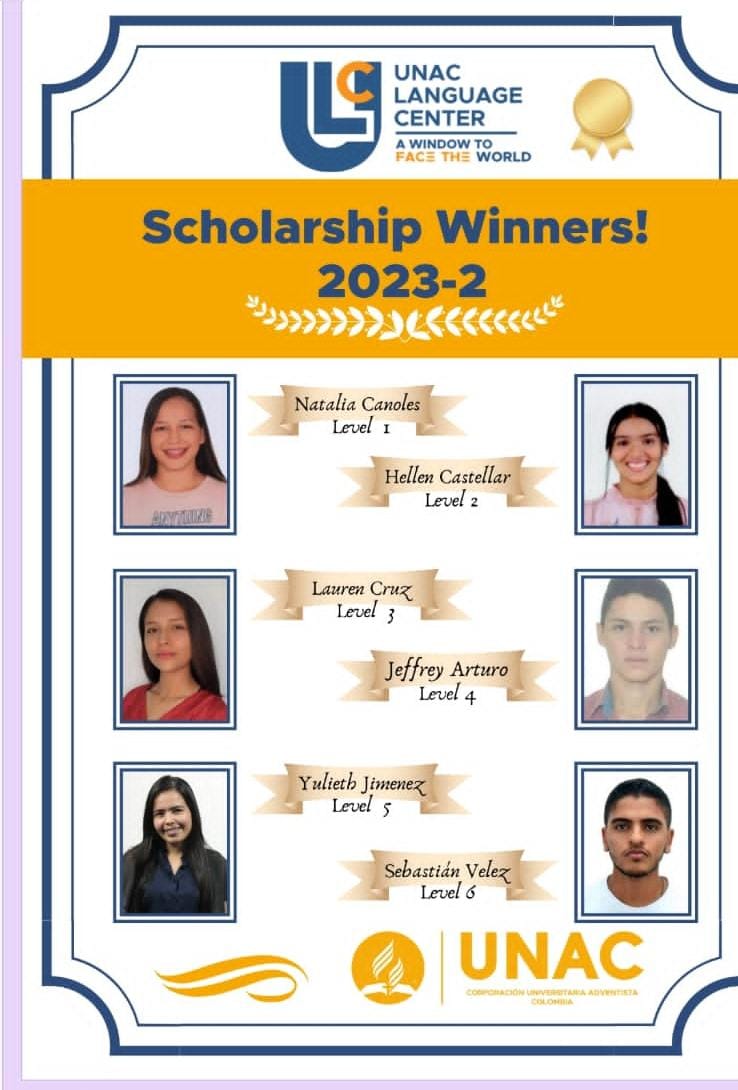 UNAC
LANGUAGE
CENTER
A WINDOW TO
FACE THE WORLD
Scholarship Winners!
2023-2
Natalia Canoles
Level 1
Hellen Castellar
Level 2
ANYTHING
Lauren Cruz
Level 3
Jeffrey Arturo
Level 4
Yulieth Jimenez
Level 5
Sebastián Velez
Level 6
UNAC
CORPORACIÓN UNIVERSITARIA ADVENTISTA
COLOMBIA